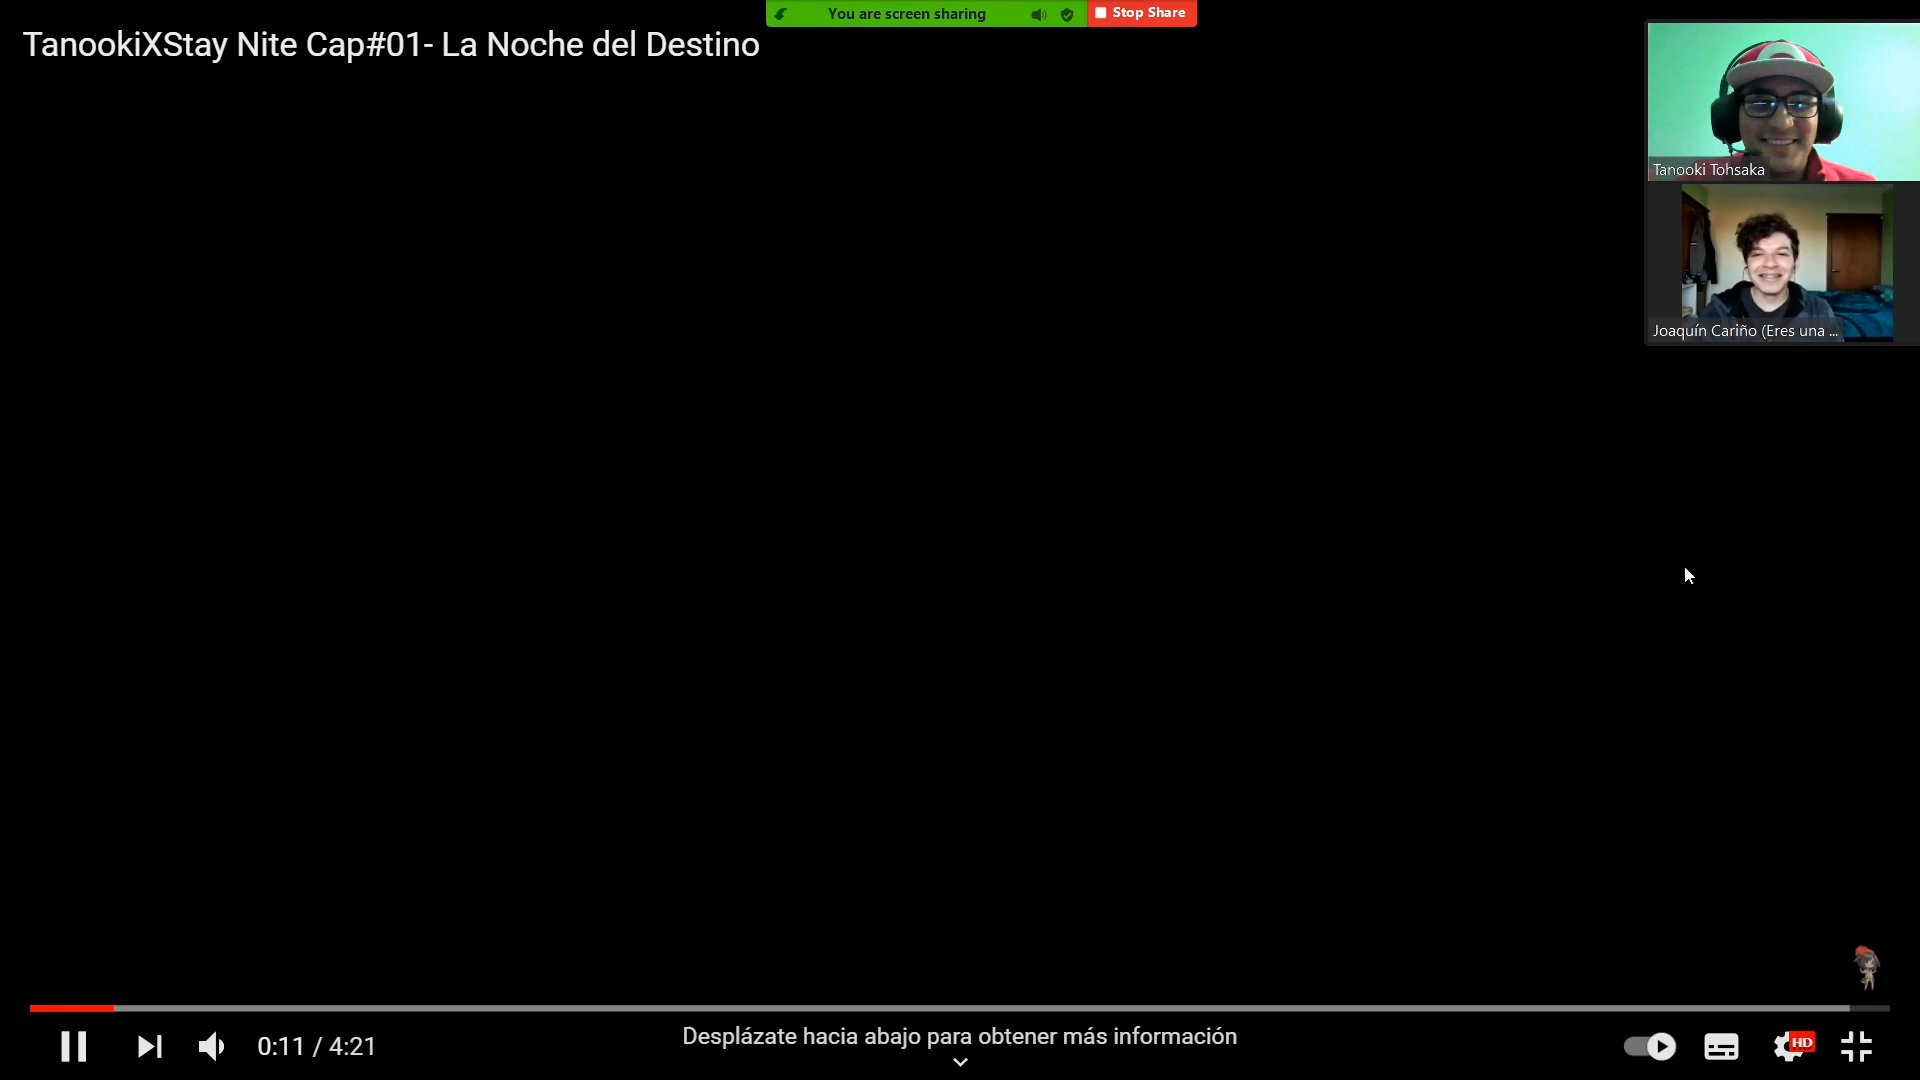 You are screen sharing
Stop Share
TanookiXStay Nite Cap#01- La Noche del Destino
Tanooki Tohsaka
Joaquín Cariño (Eres una ...
0:11 / 4:21
Desplázate hacia abajo para obtener más información
HD